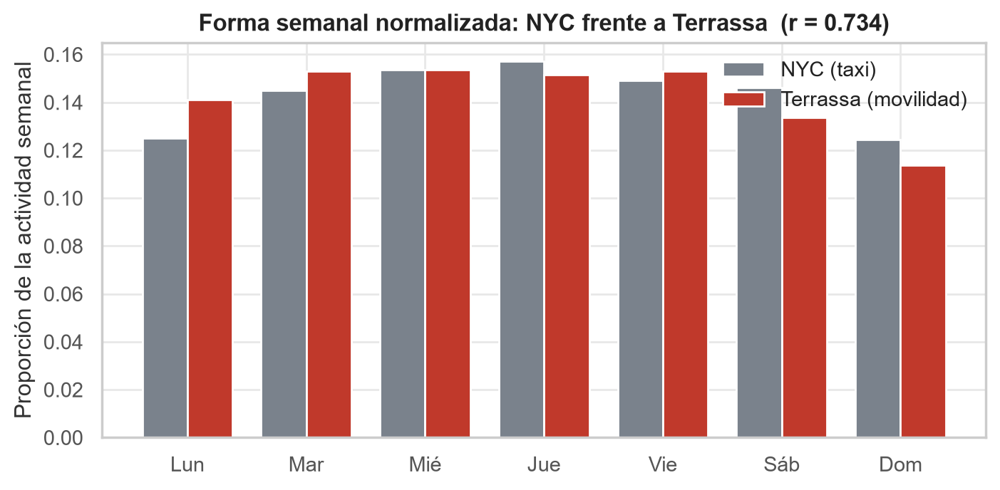 Forma semanal normalizada: NYC frente a Terrassa (r = 0.734)
Proporción de la actividad semanal
0.16
0.14
0.12
0.10
0.08
0.06
0.04
0.02
0.00
NYC (taxi)
Terrassa (movilidad)
Lun Mar Mié Jue Vie Sáb Dom